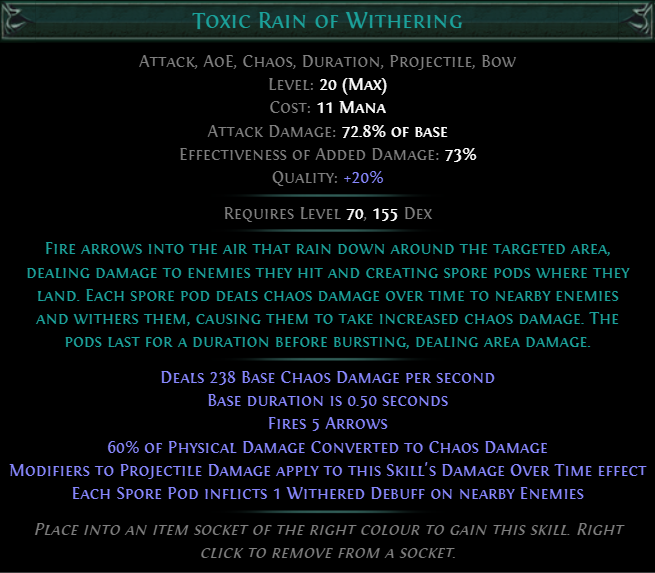 Toxic Rain of Withering
Attack, AoE, Chaos, Duration, Projectile, Bow
Level: 20 (Max)
Cost: 11 Mana
Attack Damage: 72.8% of base
Effectiveness of Added Damage: 73%
Quality: +20%
Requires Level 70, 155 Dex
Fire arrows into the air that rain down around the targeted area,
dealing damage to enemies they hit and creating spore pods where they
land. Each spore pod deals chaos damage over time to nearby enemies
and withers them, causing them to take increased chaos damage. The
pods last for a duration before bursting, dealing area damage.
Deals 238 Base Chaos Damage per second
Base duration is 0.50 seconds
Fires 5 Arrows
60% of Physical Damage Converted to Chaos Damage
Modifiers to Projectile Damage apply to this Skill's Damage Over Time effect
Each Spore Pod inflicts 1 Withered Debuff on nearby Enemies
Place into an item socket of the right colour to gain this skill. Right
click to remove from a socket.